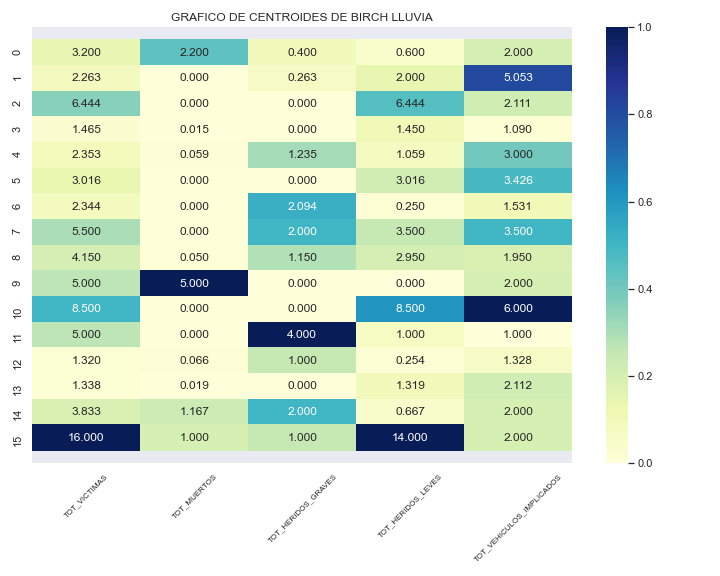 GRAFICO DE CENTROIDES DE BIRCH LLUVIA
0 3.200 2.200 0.400 0.600 2.000
1 2.263 0.000 0.263 2.000 5.053
2 6.444 0.000 0.000 6.444 2.111
3 1.465 0.015 0.000 1.450 1.090
4 2.353 0.059 1.235 1.059 3.000
5 3.016 0.000 0.000 3.016 3.426
6 2.344 0.000 2.094 0.250 1.531
7 5.500 0.000 2.000 3.500 3.500
8 4.150 0.050 1.150 2.950 1.950
9 5.000 5.000 0.000 0.000 2.000
10 8.500 0.000 0.000 8.500 6.000
11 5.000 0.000 4.000 1.000 1.000
12 1.320 0.066 1.000 0.254 1.328
13 1.338 0.019 0.000 1.319 2.112
14 3.833 1.167 2.000 0.667 2.000
15 16.000 1.000 1.000 14.000 2.000
TOT_VICTIMAS TOT_MUERTOS TOT_HERIDOS_GRAVES TOT_HERIDOS_LEVES TOT_VEHICULOS_IMPLICADOS
1.0
0.8
0.6
0.4
0.2
0.0